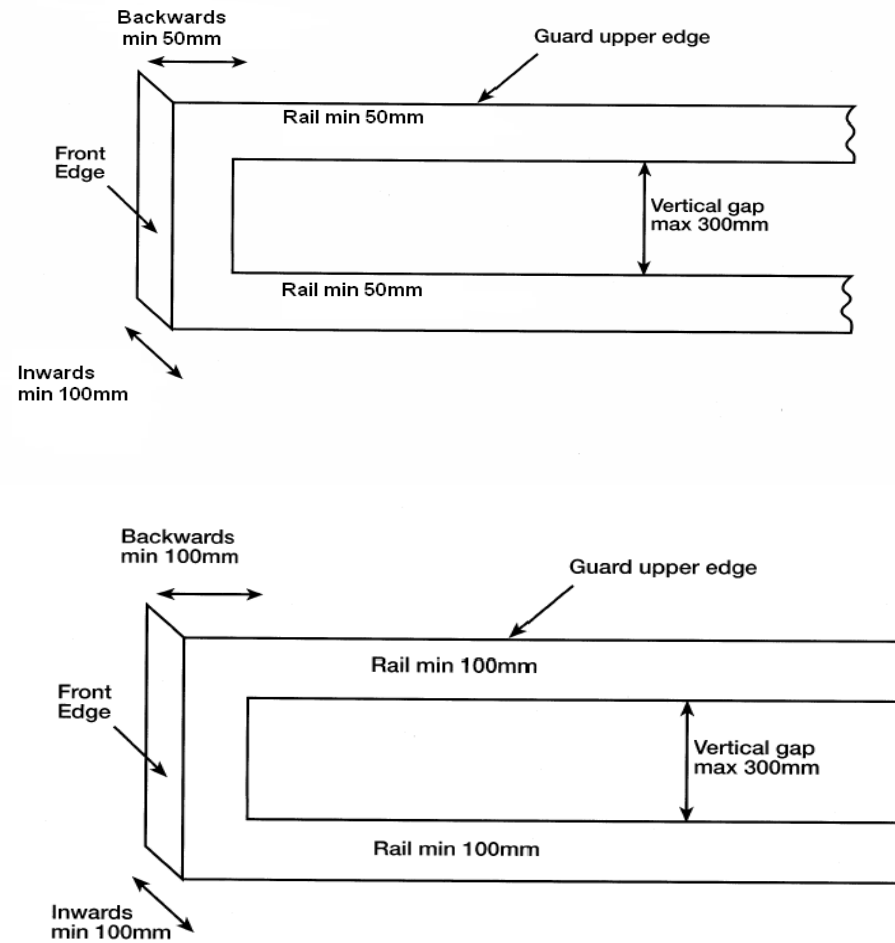 Backwards
min 50mm
Guard upper edge
Rail min 50mm
Front
Edge
Vertical gap
max 300mm
Rail min 50mm
Inwards
min 100mm
Backwards
min 100mm
Guard upper edge
Rail min 100mm
Front
Edge
Vertical gap
max 300mm
Rail min 100mm
Inwards
min 100mm